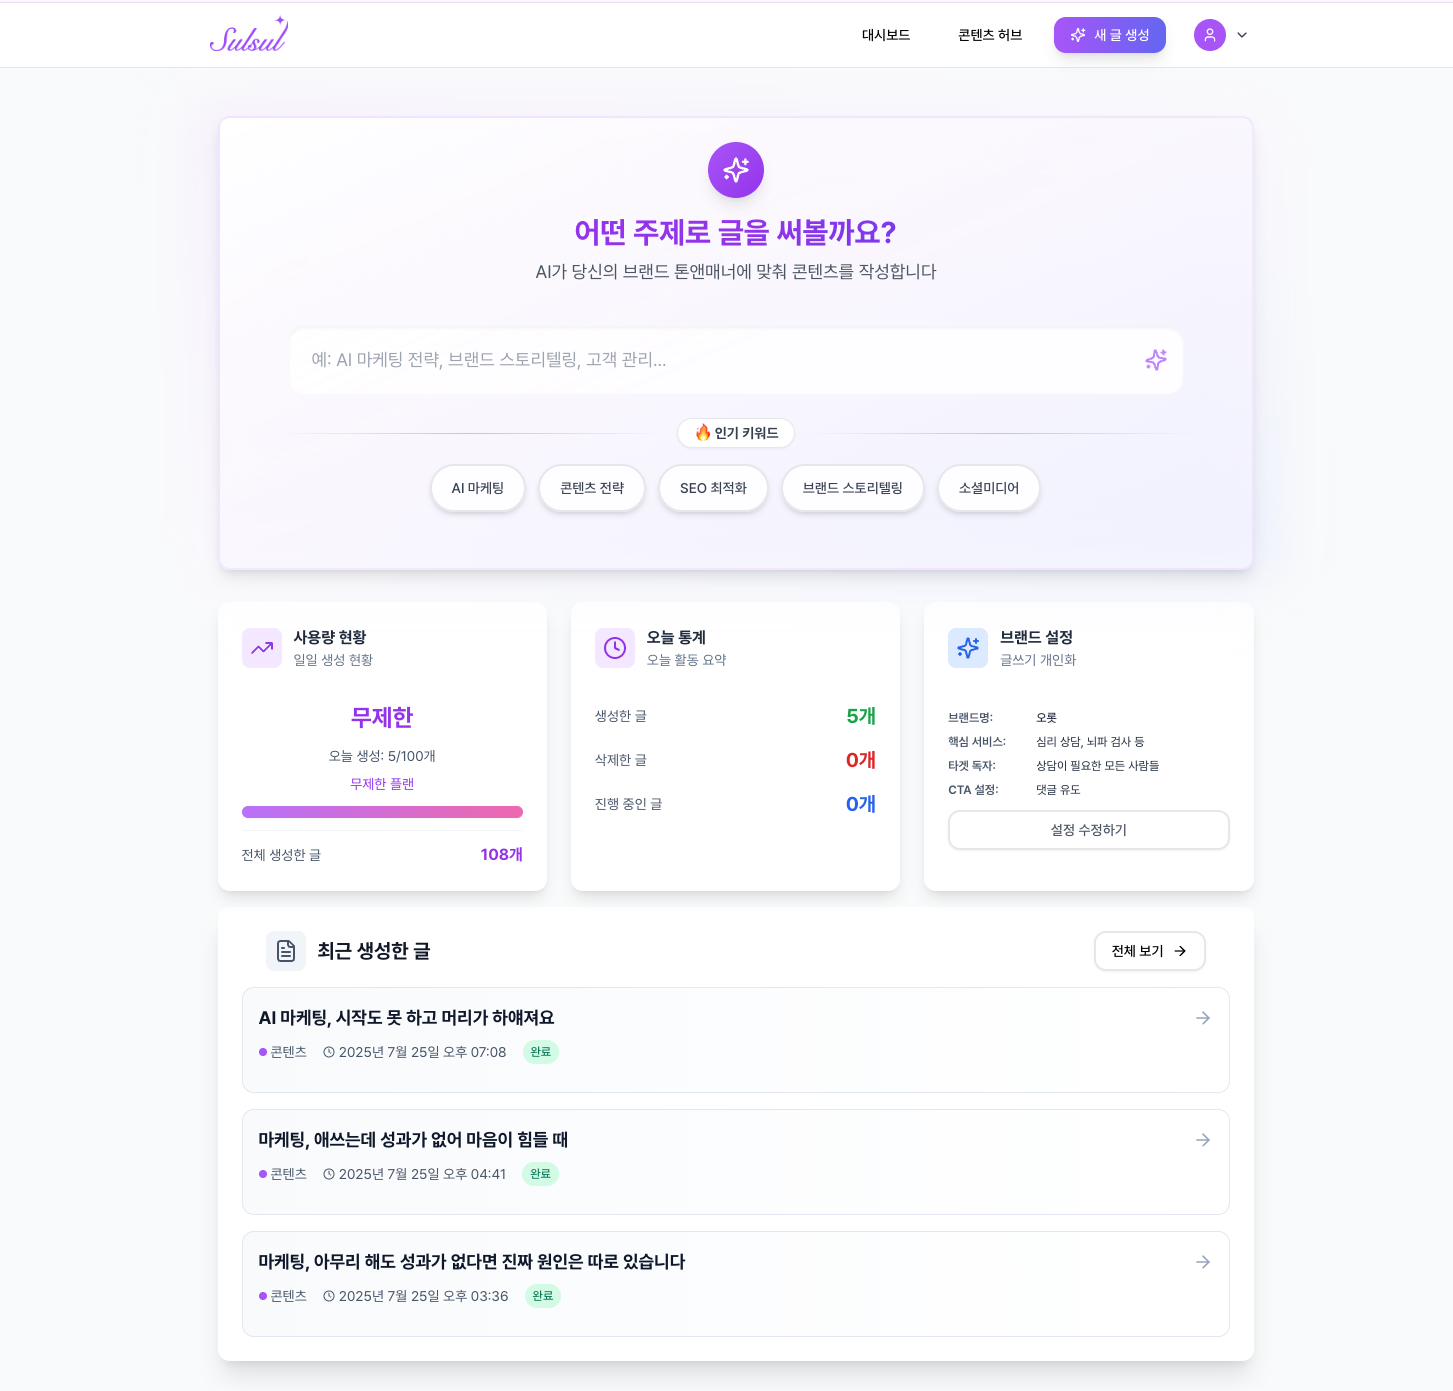 Sulsul
대시보드
콘텐츠 허브
새 글 생성
어떤 주제로 글을 써볼까요?
AI가 당신의 브랜드 톤앤매너에 맞춰 콘텐츠를 작성합니다
예: AI 마케팅 전략, 브랜드 스토리텔링, 고객 관리...
🔥 인기 키워드
AI 마케팅
콘텐츠 전략
SEO 최적화
브랜드 스토리텔링
소셜미디어
사용량 현황
일일 생성 현황
무제한
오늘 생성: 5/100개
무제한 플랜
전체 생성한 글 108개
오늘 통계
오늘 활동 요약
생성한 글 5개
삭제한 글 0개
진행 중인 글 0개
브랜드 설정
글쓰기 개인화
브랜드명: 오롯
핵심 서비스: 심리 상담, 뇌파 검사 등
타겟 독자: 상담이 필요한 모든 사람들
CTA 설정: 댓글 유도
설정 수정하기
최근 생성한 글
전체 보기
AI 마케팅, 시작도 못 하고 머리가 하얘져요
콘텐츠 2025년 7월 25일 오후 07:08 완료
마케팅, 애쓰는데 성과가 없어 마음이 힘들 때
콘텐츠 2025년 7월 25일 오후 04:41 완료
마케팅, 아무리 해도 성과가 없다면 진짜 원인은 따로 있습니다
콘텐츠 2025년 7월 25일 오후 03:36 완료